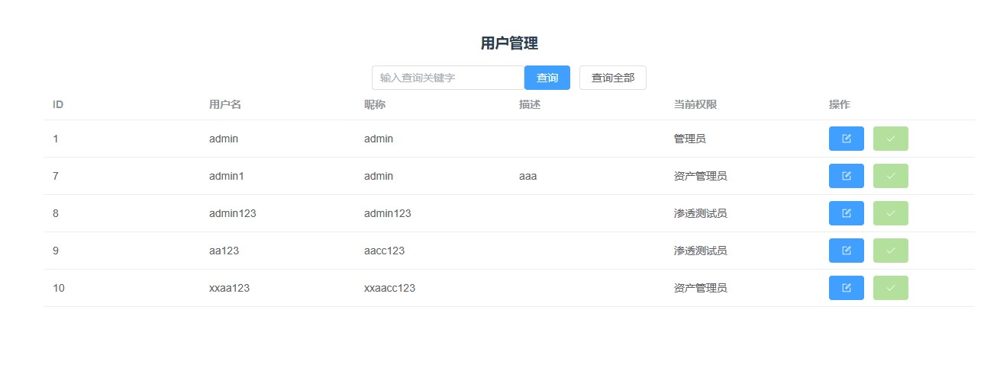 用户管理
输入查询关键字 查询 查询全部
ID 用户名 昵称 描述 当前权限 操作
1 admin admin 管理员
7 admin1 admin aaa 资产管理员
8 admin123 admin123 渗透测试员
9 aa123 aacc123 渗透测试员
10 xxaa123 xxaacc123 资产管理员